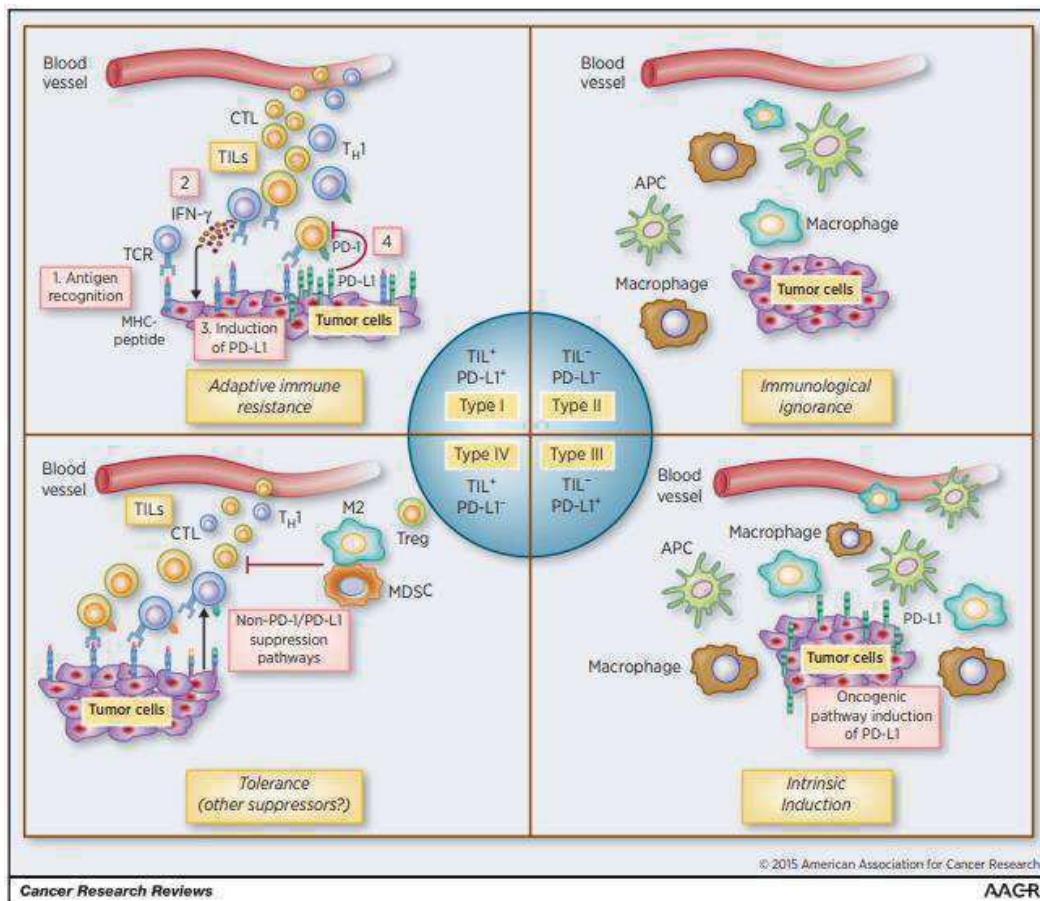 Blood
vessel
CTL
TILs
TH1
2
IFN-γ
TCR
PD-1
4
1. Antigen
recognition
PD-L1
MHC-
peptide
3. Induction
of PD-L1
Tumor cells
Adaptive immune
resistance
Blood
vessel
APC
Macrophage
Macrophage
Tumor cells
Immunological
ignorance
TIL⁺
PD-L1⁺
Type I
TIL⁻
PD-L1⁻
Type II
Type IV
TIL⁺
PD-L1⁻
Type III
TIL⁻
PD-L1⁺
Blood
vessel
TILs
CTL
TH1
M2
Treg
MDSC
Non-PD-1/PD-L1
suppression
pathways
Tumor cells
Tolerance
(other suppressors?)
Blood
vessel
Macrophage
APC
PD-L1
Macrophage
Tumor cells
Oncogenic
pathway induction
of PD-L1
Intrinsic
Induction
© 2015 American Association for Cancer Research
Cancer Research Reviews
AACR